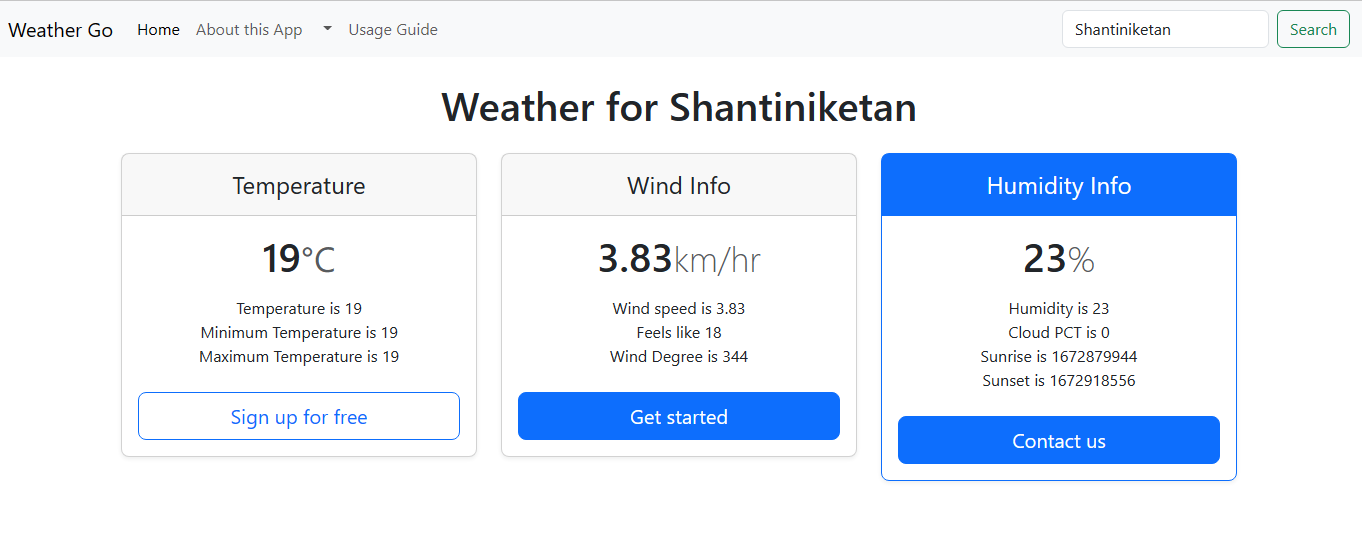 Weather Go Home About this App Usage Guide Shantiniketan Search
Weather for Shantiniketan
Temperature
19°C
Temperature is 19
Minimum Temperature is 19
Maximum Temperature is 19
Sign up for free
Wind Info
3.83km/hr
Wind speed is 3.83
Feels like 18
Wind Degree is 344
Get started
Humidity Info
23%
Humidity is 23
Cloud PCT is 0
Sunrise is 1672879944
Sunset is 1672918556
Contact us